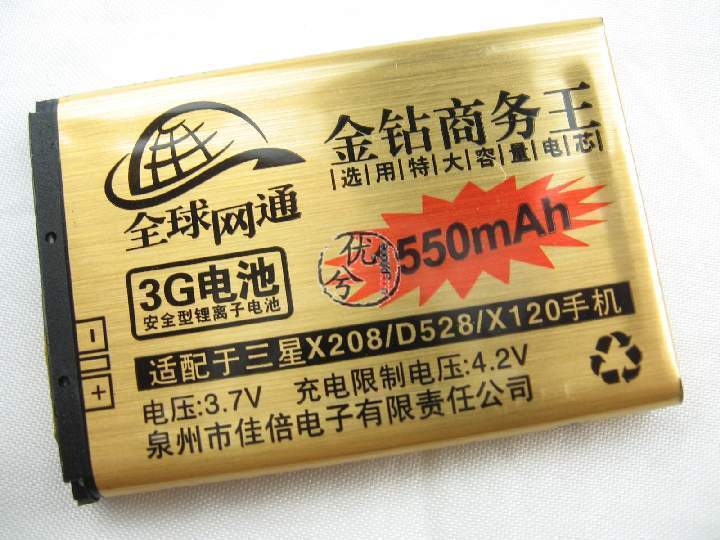 金钻商务王
选用特大容量电芯
全球网通
550mAh
优兮
3G电池
安全型锂离子电池
适配于三星X208/D528/X120手机
电压:3.7V 充电限制电压:4.2V
泉州市佳倍电子有限责任公司